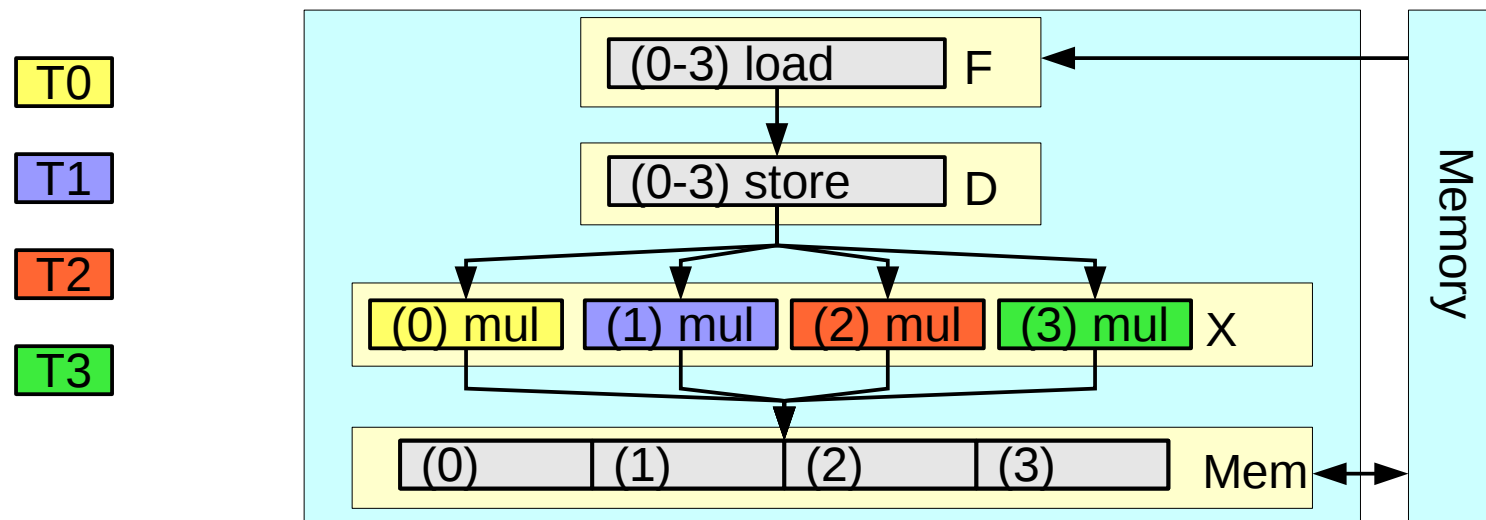 T0
T1
T2
T3
(0-3) load
F
(0-3) store
D
(0) mul
(1) mul
(2) mul
(3) mul
X
(0)
(1)
(2)
(3)
Mem
Memory